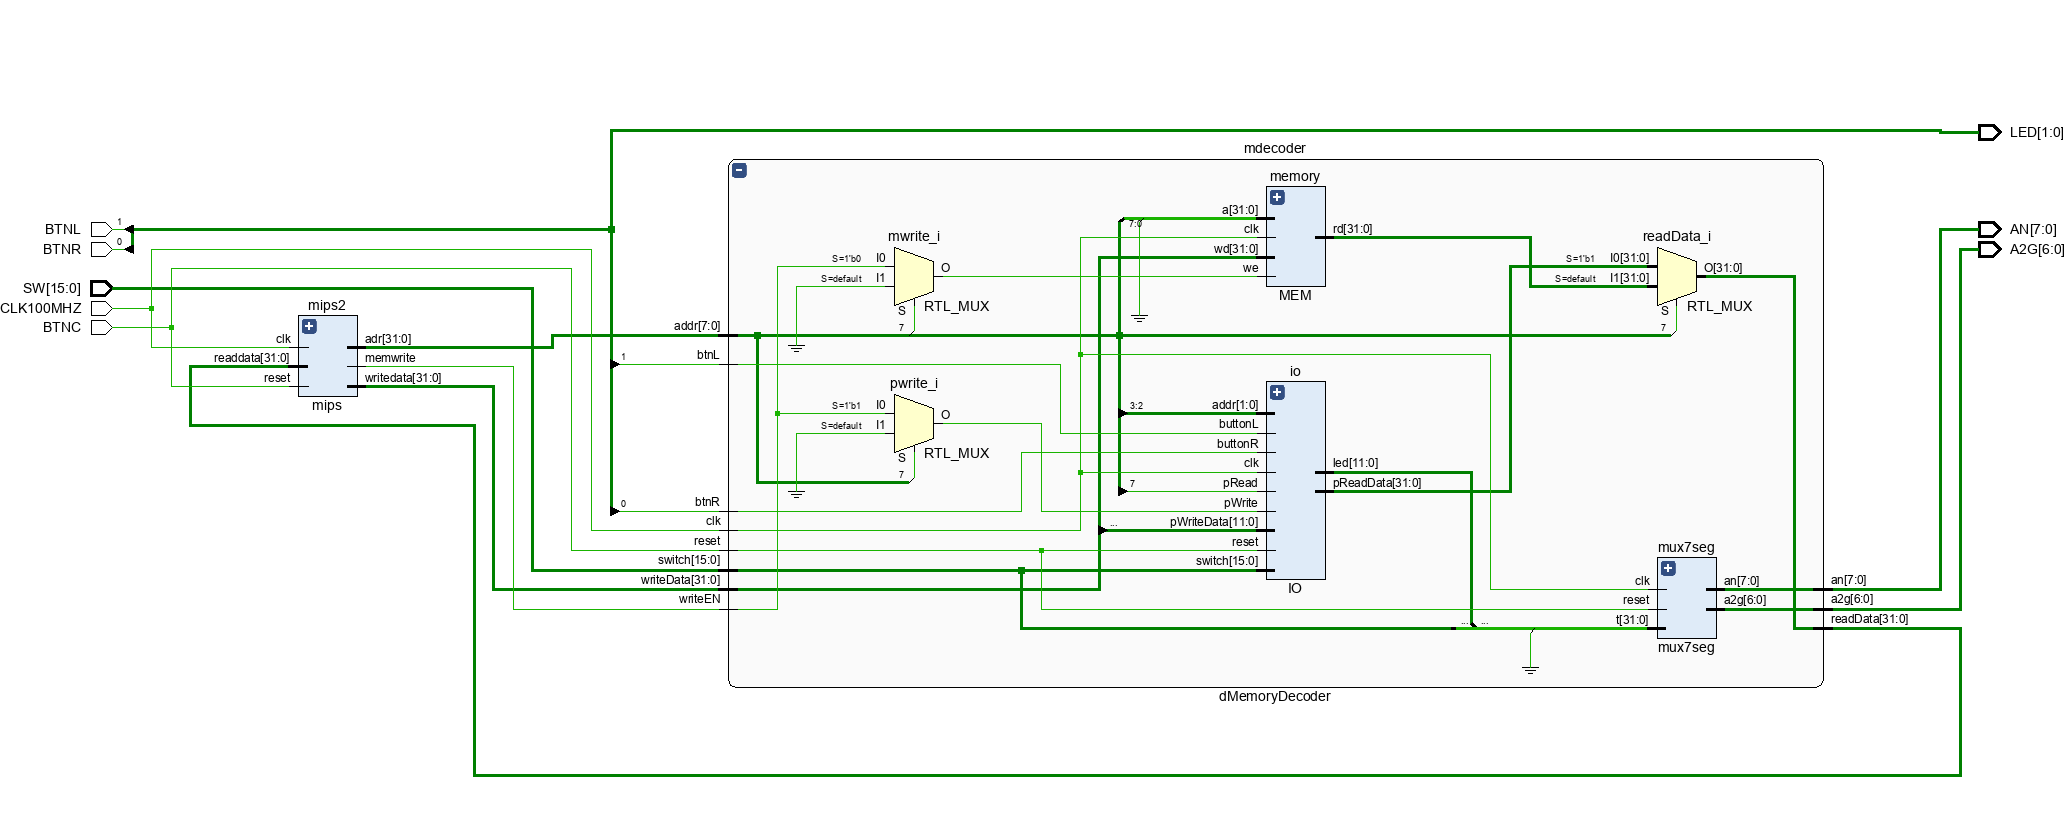 LED[1:0]
mdecoder
memory
BTNL
1
BTNR
0
SW[15:0]
CLK100MHZ
BTNC
mips2
clk
readdata[31:0]
reset
adr[31:0]
memwrite
writedata[31:0]
mips
addr[7:0]
btnL
1
btnR
0
clk
reset
switch[15:0]
writeData[31:0]
writeEN
mwrite_i
S=1'b0
I0
S=default
I1
O
S
RTL_MUX
7
pwrite_i
S=1'b1
I0
S=default
I1
O
S
RTL_MUX
7
a[31:0]
7:0
clk
wd[31:0]
we
rd[31:0]
MEM
io
3:2
addr[1:0]
buttonL
buttonR
clk
7
pRead
pWrite
...
pWriteData[11:0]
reset
switch[15:0]
led[11:0]
pReadData[31:0]
IO
readData_i
S=1'b1
I0[31:0]
S=default
I1[31:0]
O[31:0]
S
RTL_MUX
7
mux7seg
clk
reset
... ...
t[31:0]
an[7:0]
a2g[6:0]
mux7seg
an[7:0]
a2g[6:0]
readData[31:0]
AN[7:0]
A2G[6:0]
dMemoryDecoder